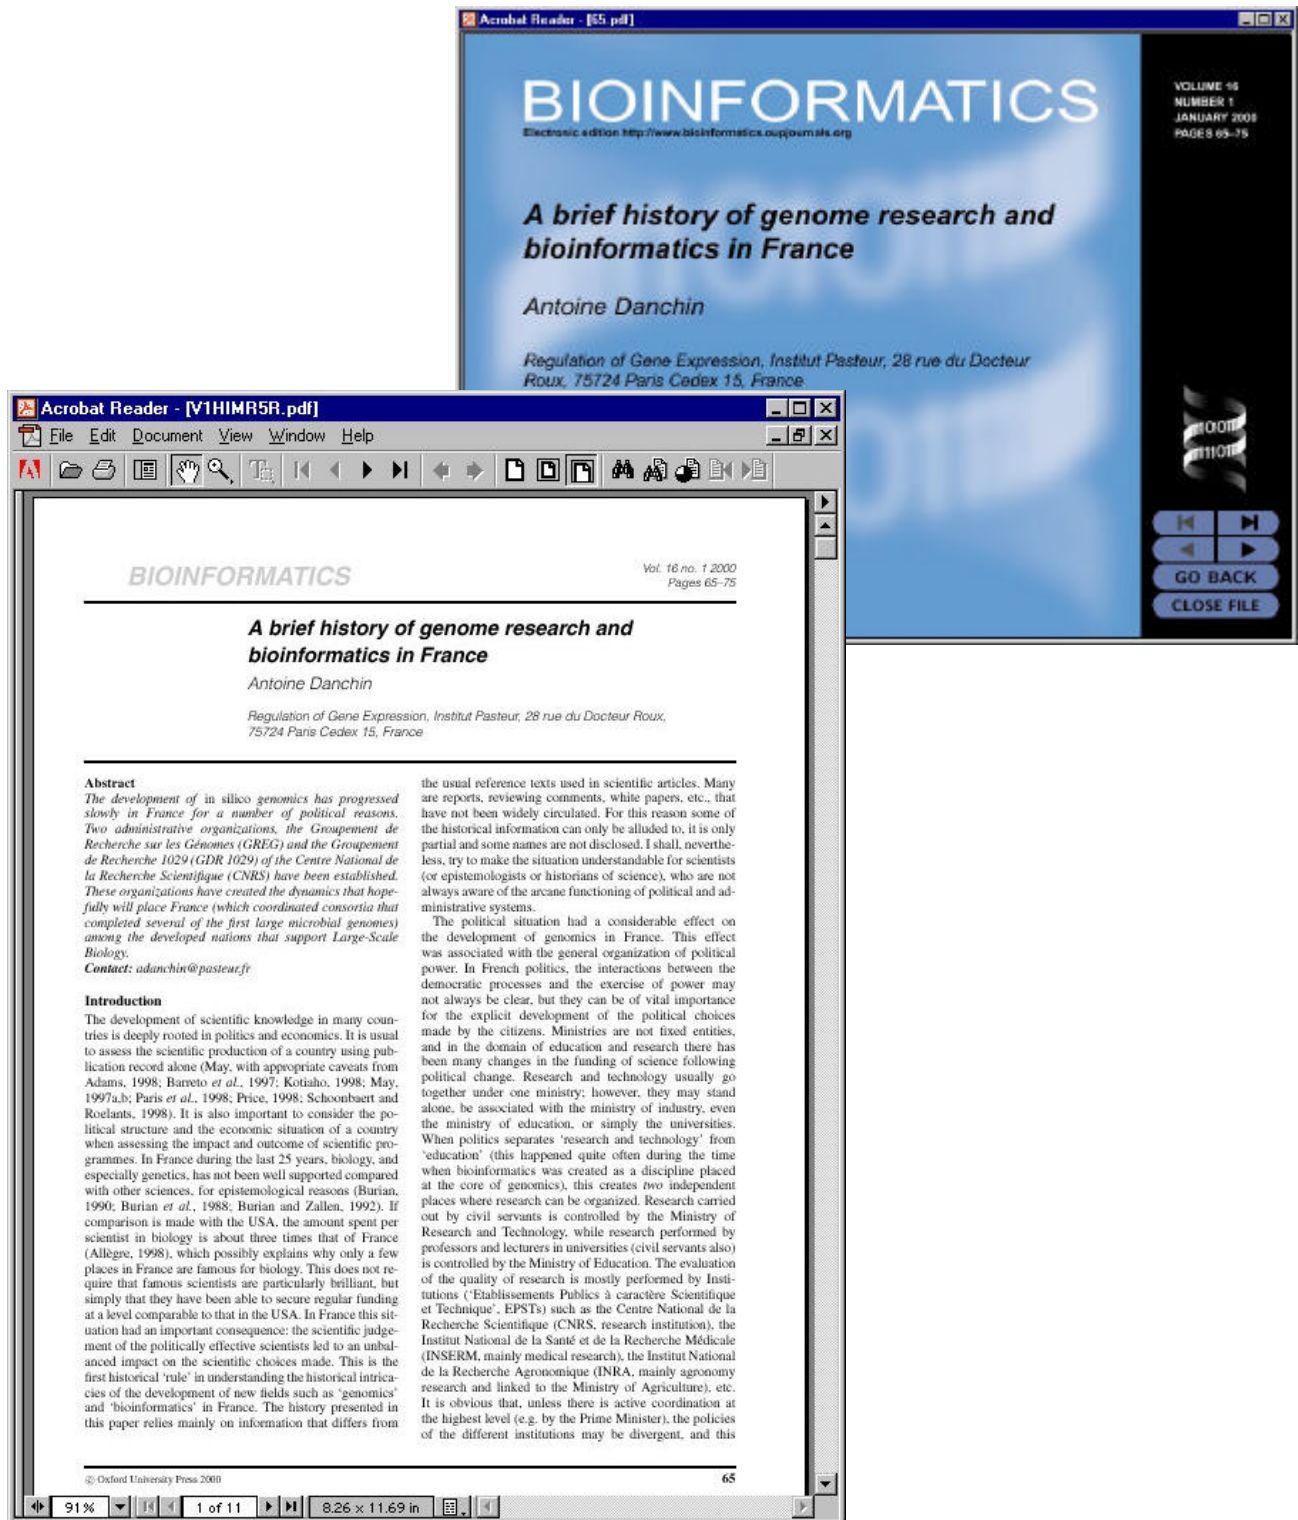 Acrobat Reader - [65.pdf]
BIOINFORMATICS
Electronic edition http://www.bioinformatics.oupjournals.org
VOLUME 16
NUMBER 1
JANUARY 2000
PAGES 65–75
A brief history of genome research and
bioinformatics in France
Antoine Danchin
Regulation of Gene Expression, Institut Pasteur, 28 rue du Docteur
Roux, 75724 Paris Cedex 15, France
GO BACK
CLOSE FILE
Acrobat Reader - [V1HIMR5R.pdf]
File Edit Document View Window Help
BIOINFORMATICS
Vol. 16 no. 1 2000
Pages 65–75
A brief history of genome research and
bioinformatics in France
Antoine Danchin
Regulation of Gene Expression, Institut Pasteur, 28 rue du Docteur Roux,
75724 Paris Cedex 15, France
Abstract
The development of in silico genomics has progressed
slowly in France for a number of political reasons.
Two administrative organizations, the Groupement de
Recherche sur les Génomes (GREG) and the Groupement
de Recherche 1029 (GDR 1029) of the Centre National de
la Recherche Scientifique (CNRS) have been established.
These organizations have created the dynamics that hope-
fully will place France (which coordinated consortia that
completed several of the first large microbial genomes)
among the developed nations that support Large-Scale
Biology.
Contact: adanchin@pasteur.fr
Introduction
The development of scientific knowledge in many coun-
tries is deeply rooted in politics and economics. It is usual
to assess the scientific production of a country using pub-
lication record alone (May, with appropriate caveats from
Adams, 1998; Barreto et al., 1997; Kotiaho, 1998; May,
1997a,b; Paris et al., 1998; Price, 1998; Schoonbaert and
Roelants, 1998). It is also important to consider the po-
litical structure and the economic situation of a country
when assessing the impact and outcome of scientific pro-
grammes. In France during the last 25 years, biology, and
especially genetics, has not been well supported compared
with other sciences, for epistemological reasons (Burian,
1990; Burian et al., 1988; Burian and Zallen, 1992). If
comparison is made with the USA, the amount spent per
scientist in biology is about three times that of France
(Allègre, 1998), which possibly explains why only a few
places in France are famous for biology. This does not re-
quire that famous scientists are particularly brilliant, but
simply that they have been able to secure regular funding
at a level comparable to that in the USA. In France this sit-
uation had an important consequence: the scientific judge-
ment of the politically effective scientists led to an unbal-
anced impact on the scientific choices made. This is the
first historical 'rule' in understanding the historical intrica-
cies of the development of new fields such as 'genomics'
and 'bioinformatics' in France. The history presented in
this paper relies mainly on information that differs from
the usual reference texts used in scientific articles. Many
are reports, reviewing comments, white papers, etc., that
have not been widely circulated. For this reason some of
the historical information can only be alluded to, it is only
partial and some names are not disclosed. I shall, neverthe-
less, try to make the situation understandable for scientists
(or epistemologists or historians of science), who are not
always aware of the arcane functioning of political and ad-
ministrative systems.
The political situation had a considerable effect on
the development of genomics in France. This effect
was associated with the general organization of political
power. In French politics, the interactions between the
democratic processes and the exercise of power may
not always be clear, but they can be of vital importance
for the explicit development of the political choices
made by the citizens. Ministries are not fixed entities,
and in the domain of education and research there has
been many changes in the funding of science following
political change. Research and technology usually go
together under one ministry; however, they may stand
alone, be associated with the ministry of industry, even
the ministry of education, or simply the universities.
When politics separates 'research and technology' from
'education' (this happened quite often during the time
when bioinformatics was created as a discipline placed
at the core of genomics), this creates two independent
places where research can be organized. Research carried
out by civil servants is controlled by the Ministry of
Research and Technology, while research performed by
professors and lecturers in universities (civil servants also)
is controlled by the Ministry of Education. The evaluation
of the quality of research is mostly performed by Insti-
tutions ('Etablissements Publics à caractère Scientifique
et Technique', EPSTs) such as the Centre National de la
Recherche Scientifique (CNRS, research institution), the
Institut National de la Santé et de la Recherche Médicale
(INSERM, mainly medical research), the Institut National
de la Recherche Agronomique (INRA, mainly agronomy
research and linked to the Ministry of Agriculture), etc.
It is obvious that, unless there is active coordination at
the highest level (e.g. by the Prime Minister), the policies
of the different institutions may be divergent, and this
© Oxford University Press 2000
65
91% 1 of 11 8.26 x 11.69 in